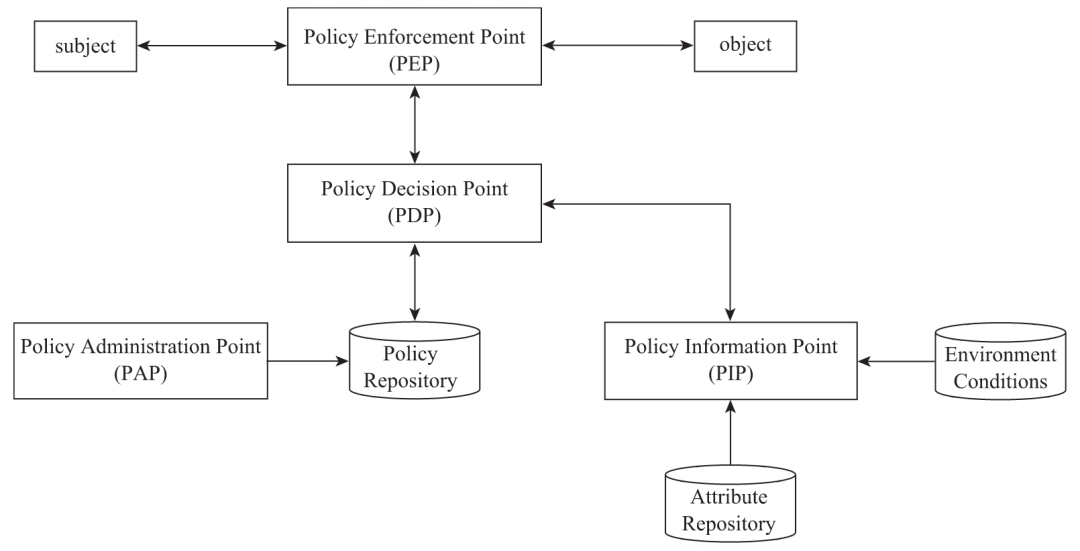 subject
Policy Enforcement Point
(PEP)
object
Policy Decision Point
(PDP)
Policy Administration Point
(PAP)
Policy
Repository
Policy Information Point
(PIP)
Environment
Conditions
Attribute
Repository